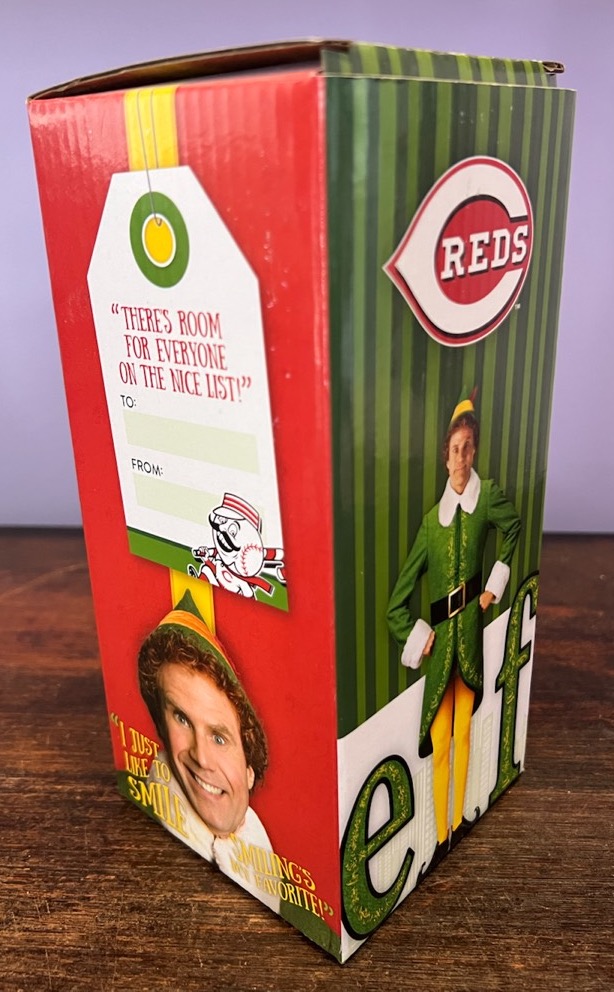 "THERE'S ROOM
FOR EVERYONE
ON THE NICE LIST!"
TO:
FROM:
"I JUST
LIKE TO
SMILE
SMILING'S
MY FAVORITE!"
REDS
™
elf